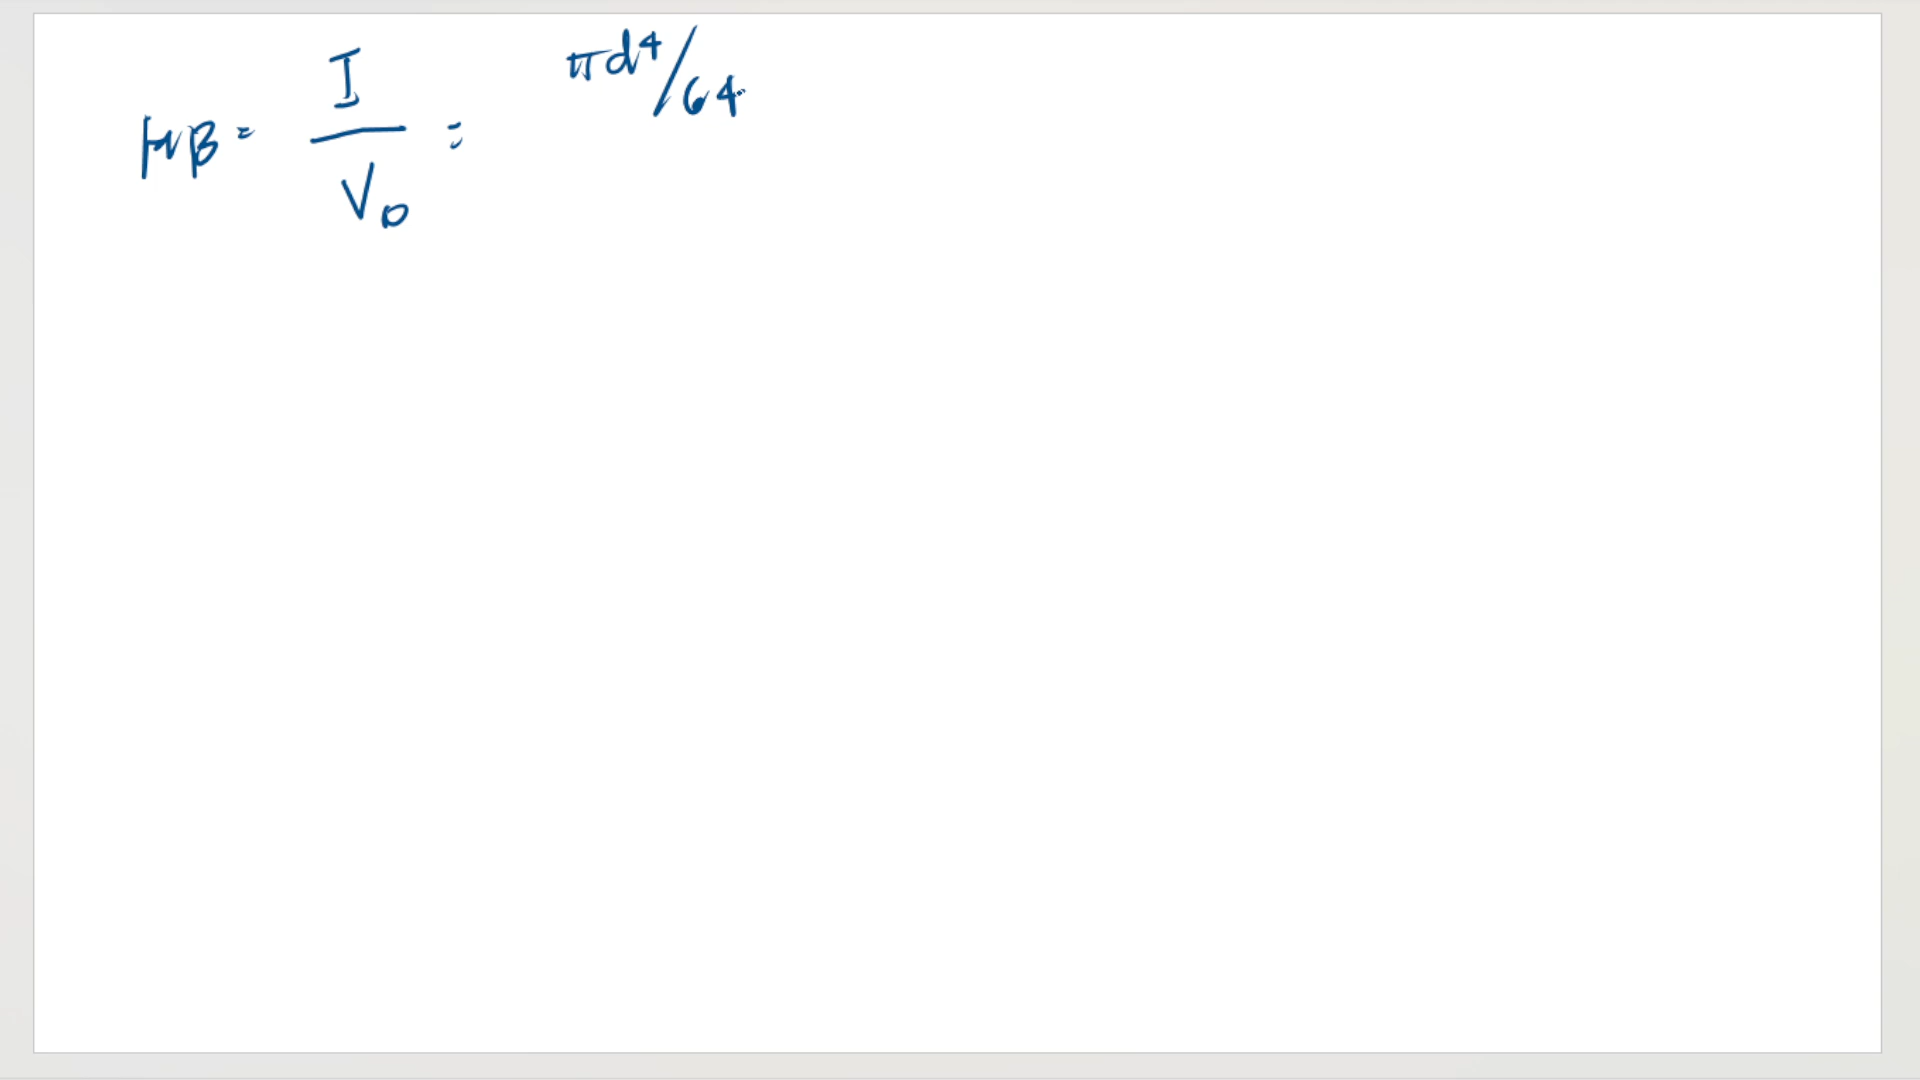 MB = I / V_D = πd⁴/64